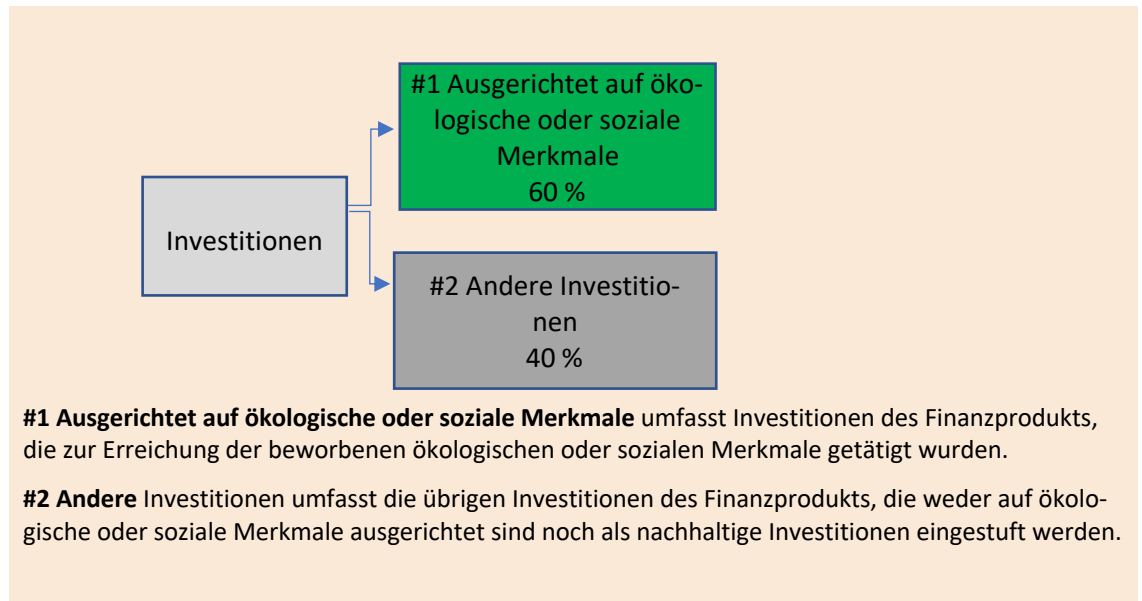 #1 Ausgerichtet auf öko-
logische oder soziale
Merkmale
60 %
Investitionen
#2 Andere Investitio-
nen
40 %
#1 Ausgerichtet auf ökologische oder soziale Merkmale umfasst Investitionen des Finanzprodukts,
die zur Erreichung der beworbenen ökologischen oder sozialen Merkmale getätigt wurden.
#2 Andere Investitionen umfasst die übrigen Investitionen des Finanzprodukts, die weder auf ökolo-
gische oder soziale Merkmale ausgerichtet sind noch als nachhaltige Investitionen eingestuft werden.